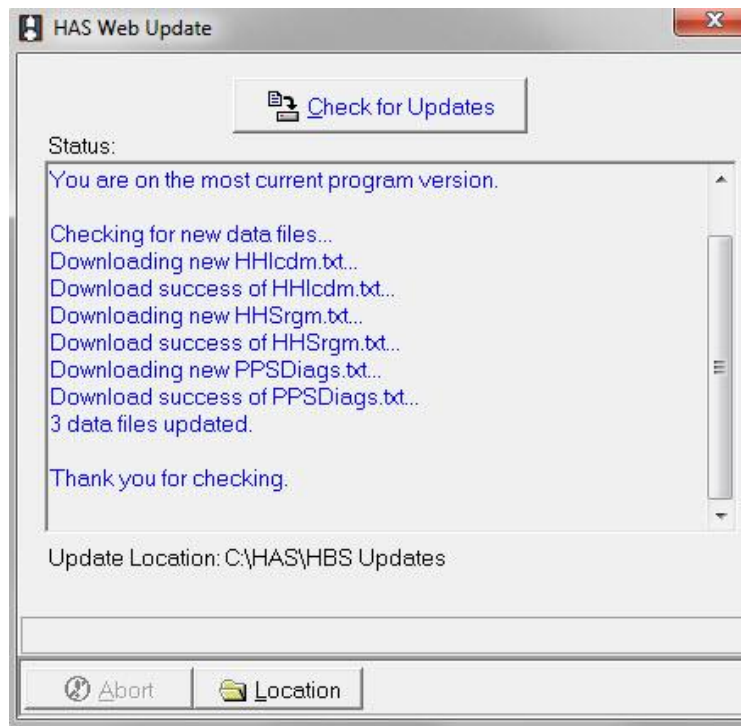 HAS Web Update
Check for Updates
Status:
You are on the most current program version.
Checking for new data files...
Downloading new HHIcdm.txt...
Download success of HHIcdm.txt...
Downloading new HHSrgm.txt...
Download success of HHSrgm.txt...
Downloading new PPSDiags.txt...
Download success of PPSDiags.txt...
3 data files updated.
Thank you for checking.
Update Location: C:\HAS\HBS Updates
Abort
Location